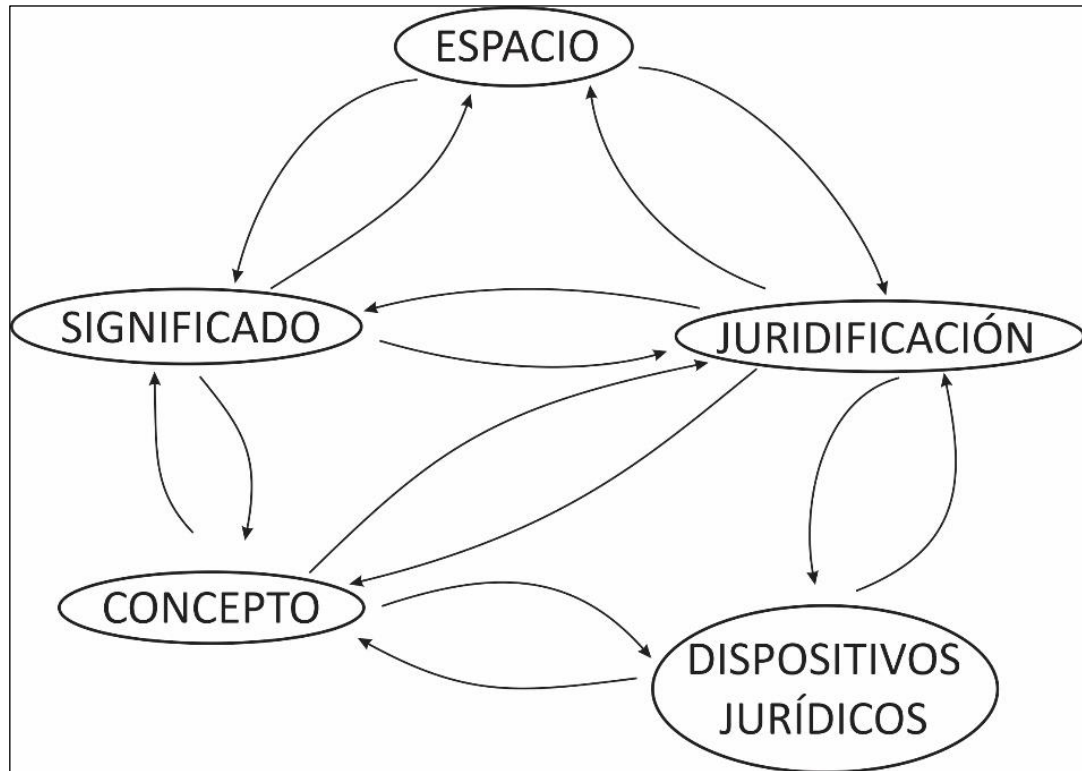 ESPACIO
SIGNIFICADO
JURIDIFICACIÓN
CONCEPTO
DISPOSITIVOS
JURÍDICOS